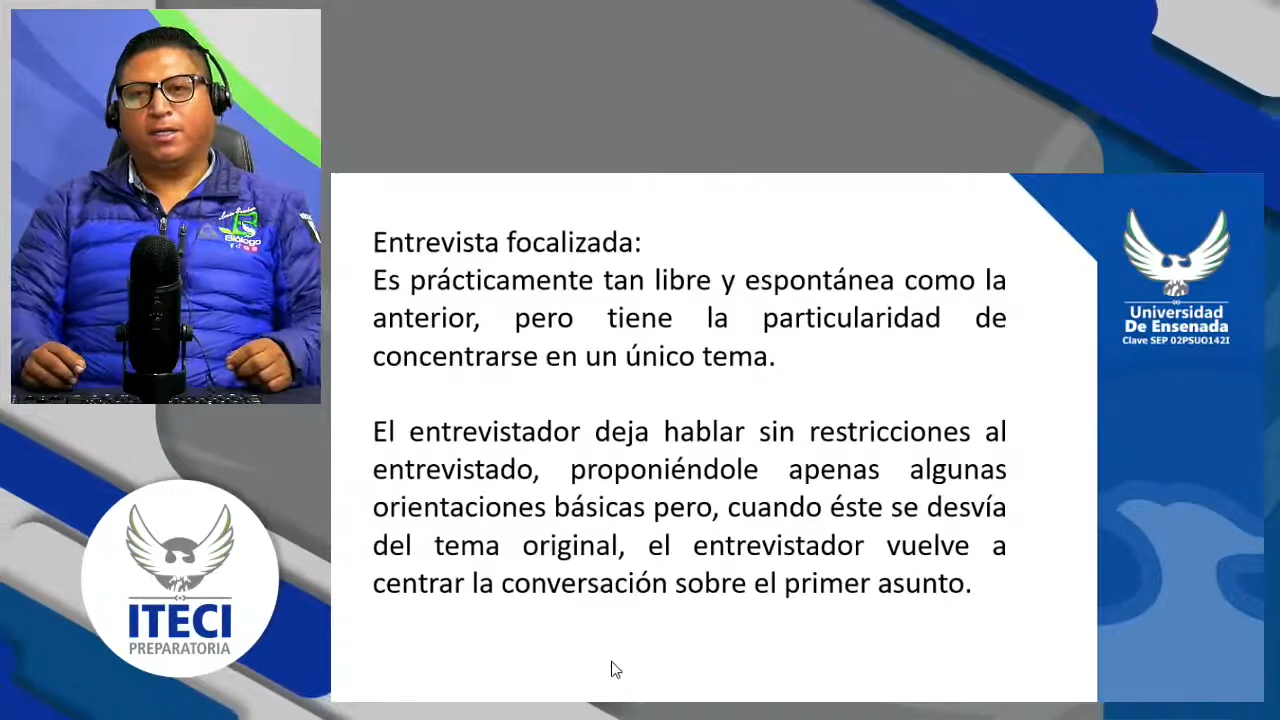 Biólogo
Entrevista focalizada:
Es prácticamente tan libre y espontánea como la
anterior, pero tiene la particularidad de
concentrarse en un único tema.
El entrevistador deja hablar sin restricciones al
entrevistado, proponiéndole apenas algunas
orientaciones básicas pero, cuando éste se desvía
del tema original, el entrevistador vuelve a
centrar la conversación sobre el primer asunto.
Universidad
De Ensenada
Clave SEP 02PSU0142I
ITECI
PREPARATORIA